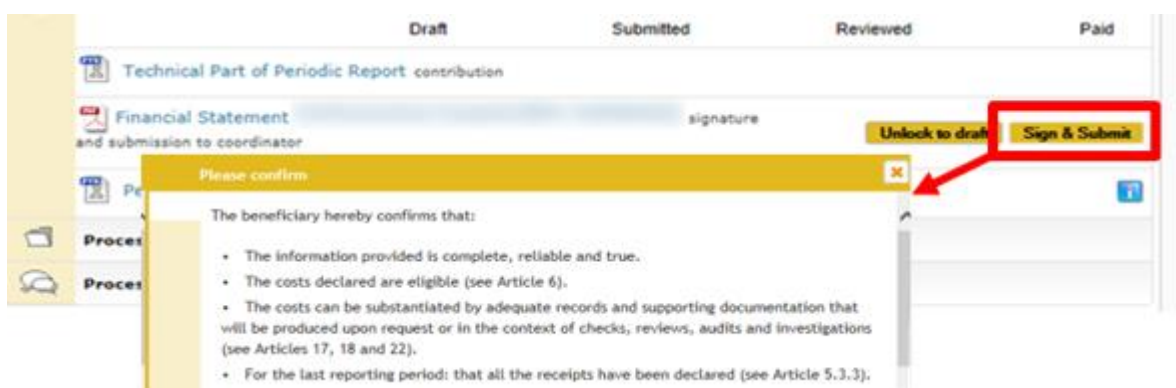 Draft Submitted Reviewed Paid
Technical Part of Periodic Report contribution
Financial Statement signature
and submission to coordinator
Unlock to draft Sign & Submit
Please confirm
Pe
The beneficiary hereby confirms that:
Proces
• The information provided is complete, reliable and true.
• The costs declared are eligible (see Article 6).
Proces
• The costs can be substantiated by adequate records and supporting documentation that
will be produced upon request or in the context of checks, reviews, audits and investigations
(see Articles 17, 18 and 22).
• For the last reporting period: that all the receipts have been declared (see Article 5.3.3).